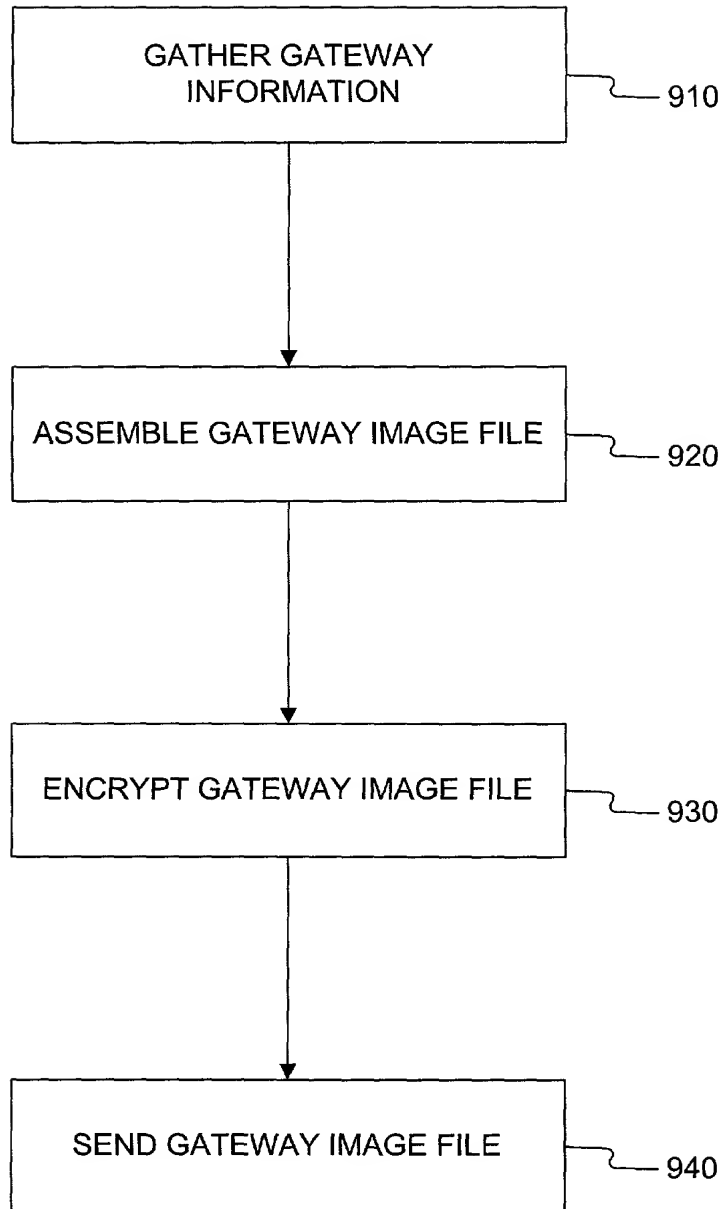 GATHER GATEWAY
INFORMATION
910
ASSEMBLE GATEWAY IMAGE FILE
920
ENCRYPT GATEWAY IMAGE FILE
930
SEND GATEWAY IMAGE FILE
940